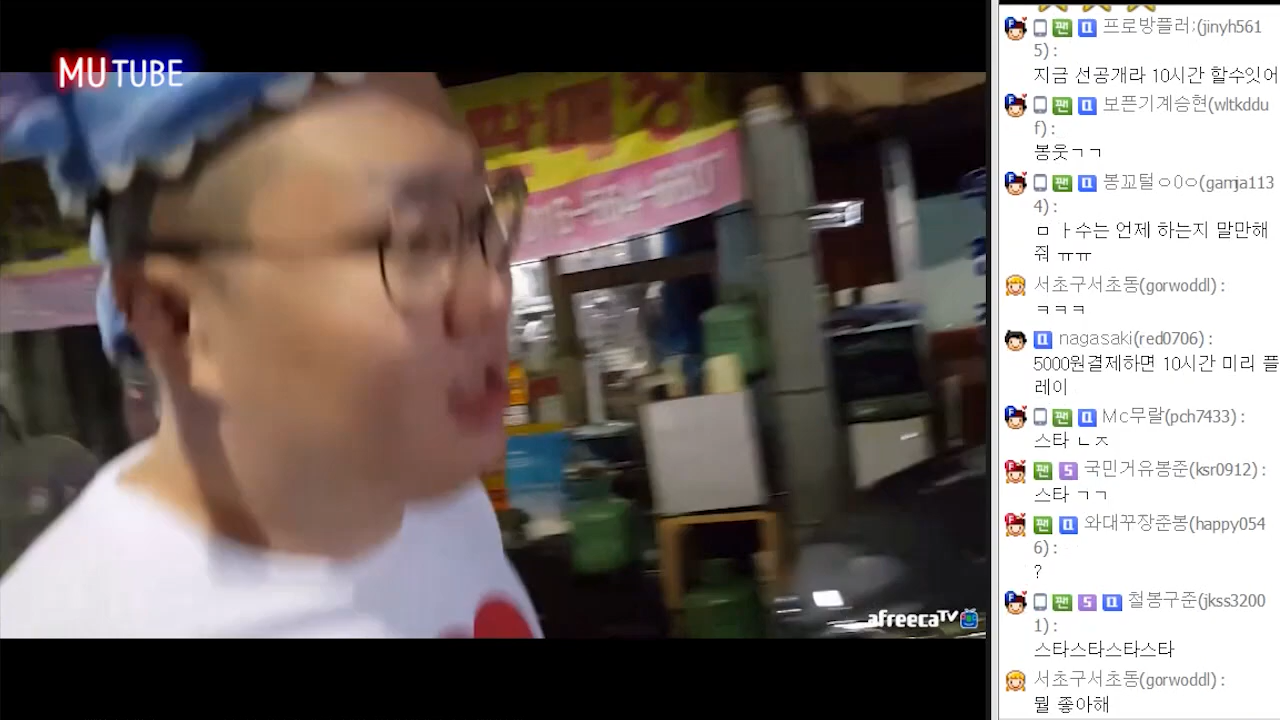 MUTUBE
afreecaTV
프로방플러;(jinyh561
5) :
지금 선공개라 10시간 할수잇어
보픈기계승현(wltkddu
f) :
봉웃ㄱㄱ
봉꼬털ㅇ0ㅇ(gamja113
4) :
ㅁㅏ수는 언제 하는지 말만해
줘 ㅠㅠ
서초구서초동(gorwoddl) :
ㅋㅋㅋ
nagasaki(red0706) :
5000원결제하면 10시간 미리 플
레이
Mc무랄(pch7433) :
스타 ㄴㅈ
국민거유봉준(ksr0912) :
스타 ㄱㄱ
와대꾸장준봉(happy054
6) :
?
철봉구준(jkss3200
1) :
스타스타스타스타
서초구서초동(gorwoddl) :
뭘 좋아해